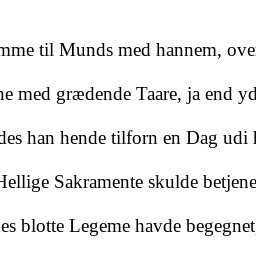 mme til Munds med hannem, ove
ne med grædende Taare, ja end yd
des han hende tilforn en Dag udi
Hellige Sakramente skulde betjene
es blotte Legeme havde begegnet